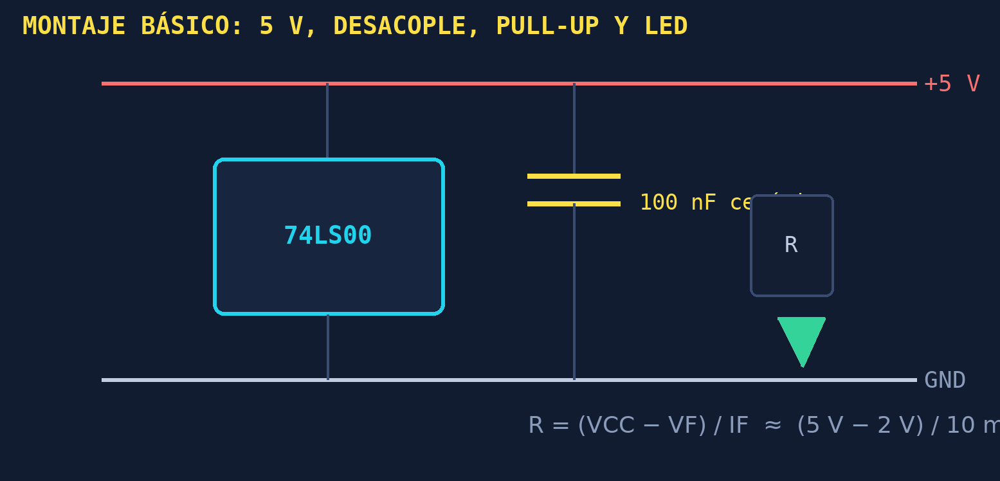 MONTAJE BÁSICO: 5 V, DESACOPLE, PULL-UP Y LED
+5 V
100 nF
74LS00
R
GND
R = (VCC − VF) / IF ≈ (5 V − 2 V) / 10